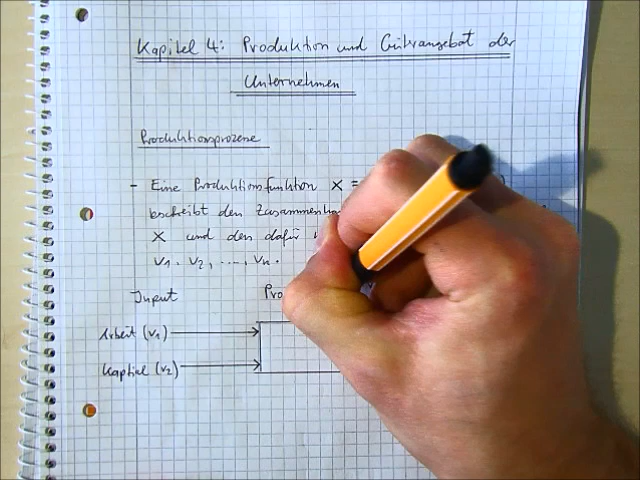 Kapitel 4: Produktion und Güterangebot der
Unternehmen
Produktionsprozesse
- Eine Produktionsfunktion X =
beschreibt den
X und den dafür
v1, v2, ..., vn.
Input
Arbeit (v1)
Kapital (v2)